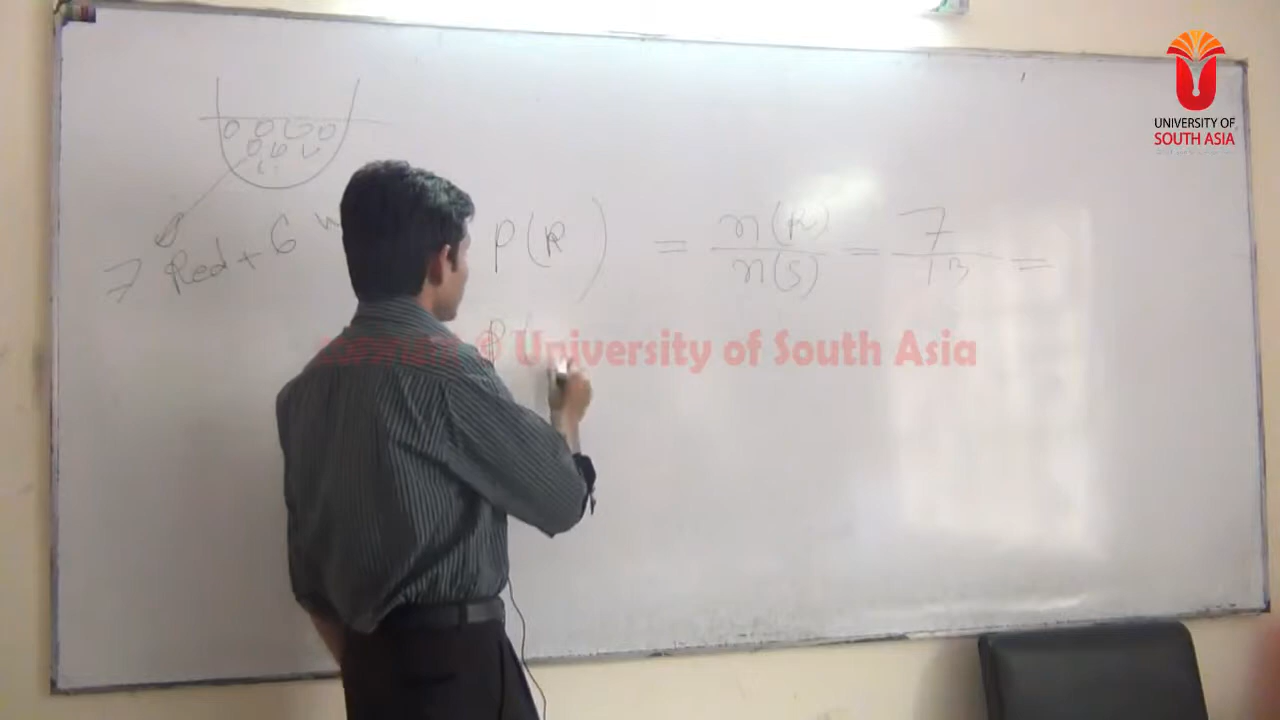 UNIVERSITY OF
SOUTH ASIA
7 Red + 6 W
P(R) = n(R) / n(S) = 7 / 13 =
P(
© University of South Asia